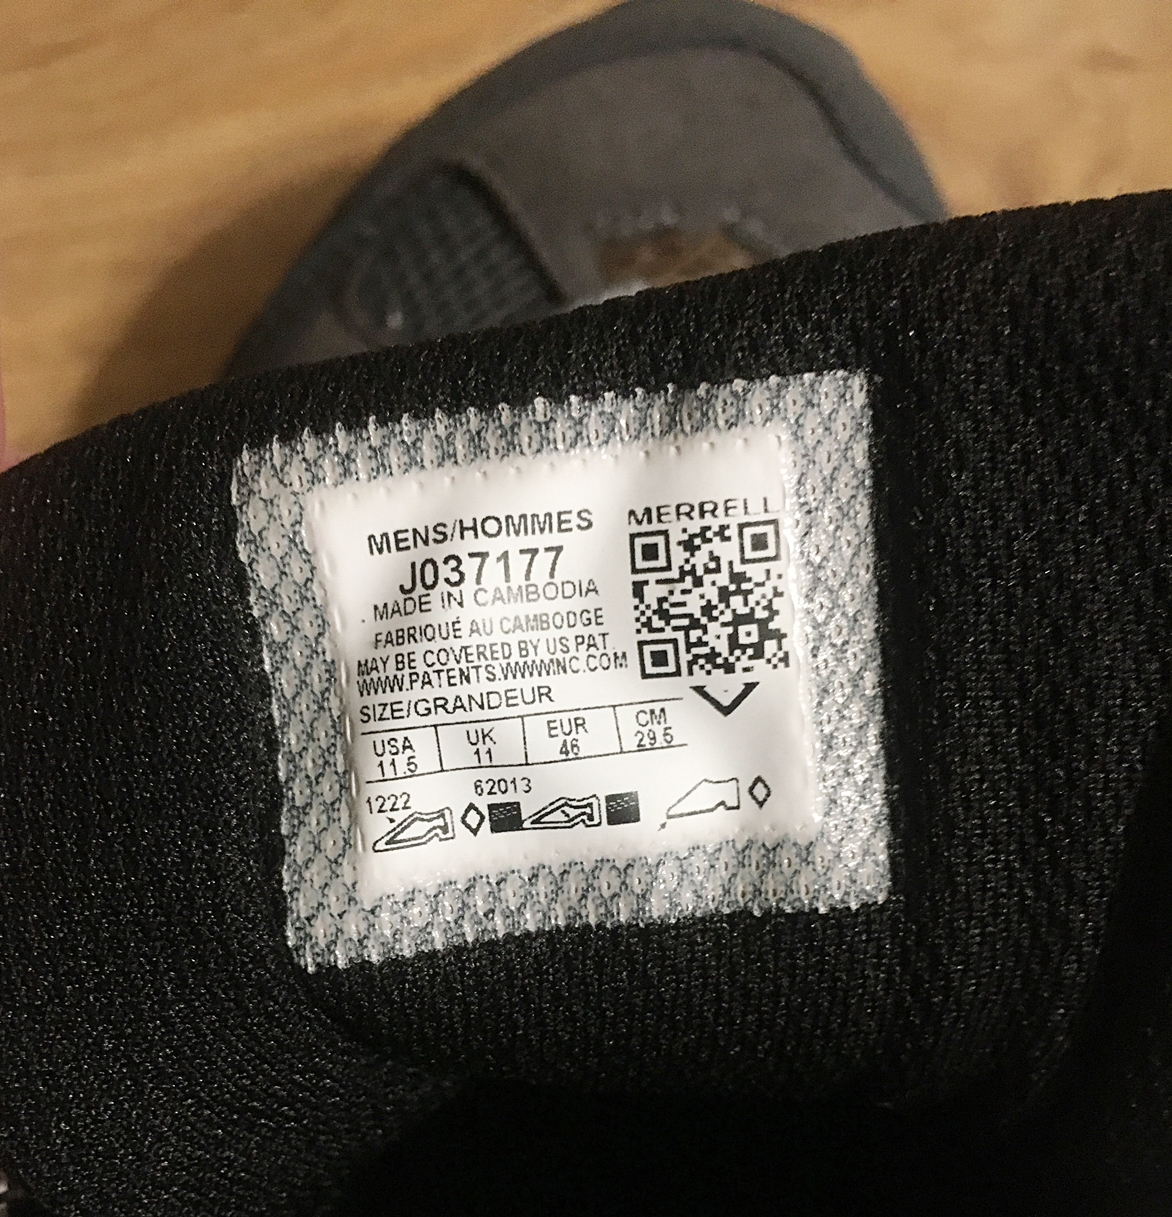 MENS/HOMMES
J037177
MADE IN CAMBODIA
FABRIQUÉ AU CAMBODGE
MAY BE COVERED BY US PAT.
WWW.PATENTS.WWWINC.COM
MERRELL
SIZE/GRANDEUR
USA UK EUR CM
11.5 11 46 29.5
1222 62013